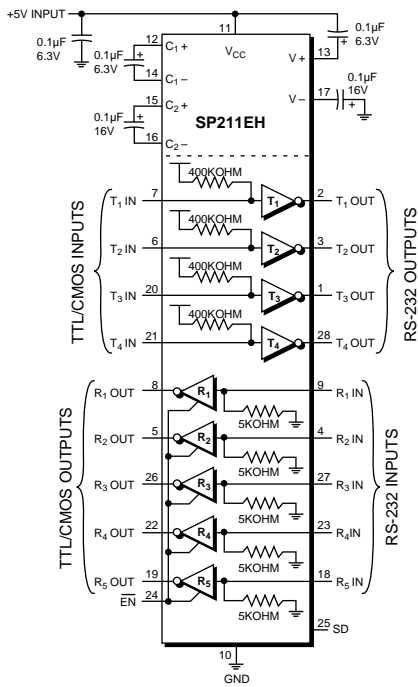 +5V INPUT
11
0.1µF
6.3V
12
C1 +
VCC
V +
13
0.1µF
6.3V
0.1µF
6.3V
14
C1 –
15
C2 +
V –
17
0.1µF
16V
0.1µF
16V
16
C2 –
SP211EH
400KOHM
T1 IN
7
T1
2
T1 OUT
400KOHM
T2 IN
6
T2
3
T2 OUT
400KOHM
T3 IN
20
T3
1
T3 OUT
400KOHM
T4 IN
21
T4
28
T4 OUT
TTL/CMOS INPUTS
RS-232 OUTPUTS
R1 OUT
8
R1
9
R1 IN
5KOHM
R2 OUT
5
R2
4
R2 IN
5KOHM
R3 OUT
26
R3
27
R3 IN
5KOHM
R4 OUT
22
R4
23
R4IN
5KOHM
R5 OUT
19
R5
18
R5 IN
5KOHM
TTL/CMOS OUTPUTS
RS-232 INPUTS
EN
24
25
SD
10
GND